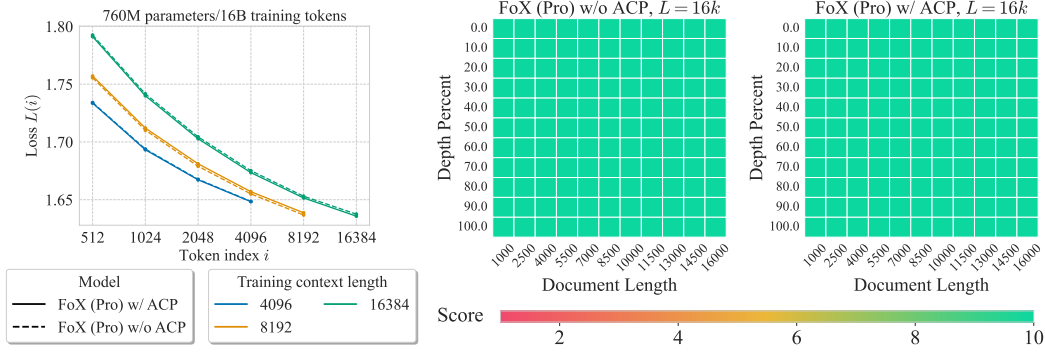 760M parameters/16B training tokens
1.80
1.75
1.70
1.65
Loss L(i)
512 1024 2048 4096 8192 16384
Token index i
Model
FoX (Pro) w/ ACP
FoX (Pro) w/o ACP
Training context length
4096 16384
8192
FoX (Pro) w/o ACP, L = 16k
Depth Percent
0.0
10.0
20.0
30.0
40.0
50.0
60.0
70.0
80.0
90.0
100.0
1000 2500 4000 5500 7000 8500 10000 11500 13000 14500 16000
Document Length
FoX (Pro) w/ ACP, L = 16k
Depth Percent
0.0
10.0
20.0
30.0
40.0
50.0
60.0
70.0
80.0
90.0
100.0
1000 2500 4000 5500 7000 8500 10000 11500 13000 14500 16000
Document Length
Score
2 4 6 8 10